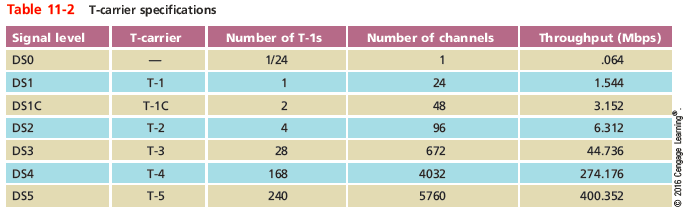 Table 11-2 T-carrier specifications
Signal level T-carrier Number of T-1s Number of channels Throughput (Mbps)
DS0 — 1/24 1 .064
DS1 T-1 1 24 1.544
DS1C T-1C 2 48 3.152
DS2 T-2 4 96 6.312
DS3 T-3 28 672 44.736
DS4 T-4 168 4032 274.176
DS5 T-5 240 5760 400.352
© 2016 Cengage Learning®.